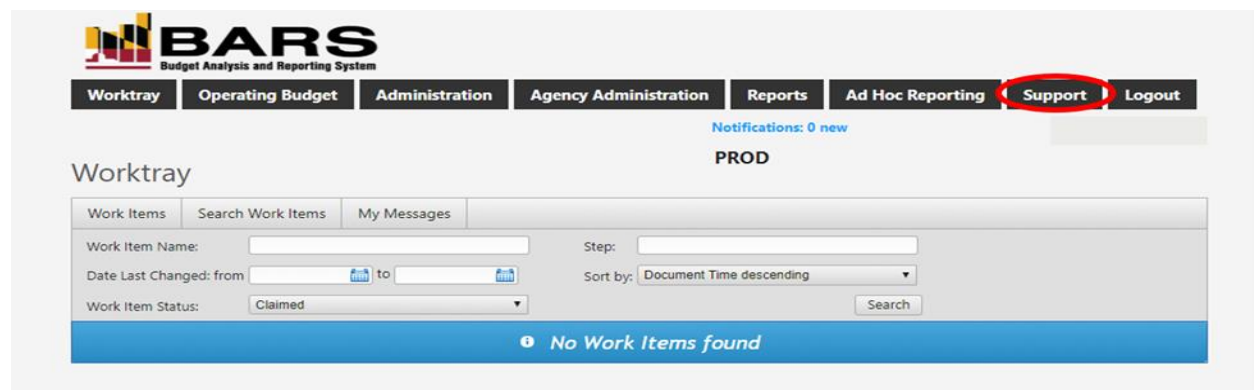 BARS
Budget Analysis and Reporting System
Worktray Operating Budget Administration Agency Administration Reports Ad Hoc Reporting Support Logout
Notifications: 0 new
PROD
Worktray
Work Items Search Work Items My Messages
Work Item Name: Step:
Date Last Changed: from to Sort by: Document Time descending
Work Item Status: Claimed Search
No Work Items found